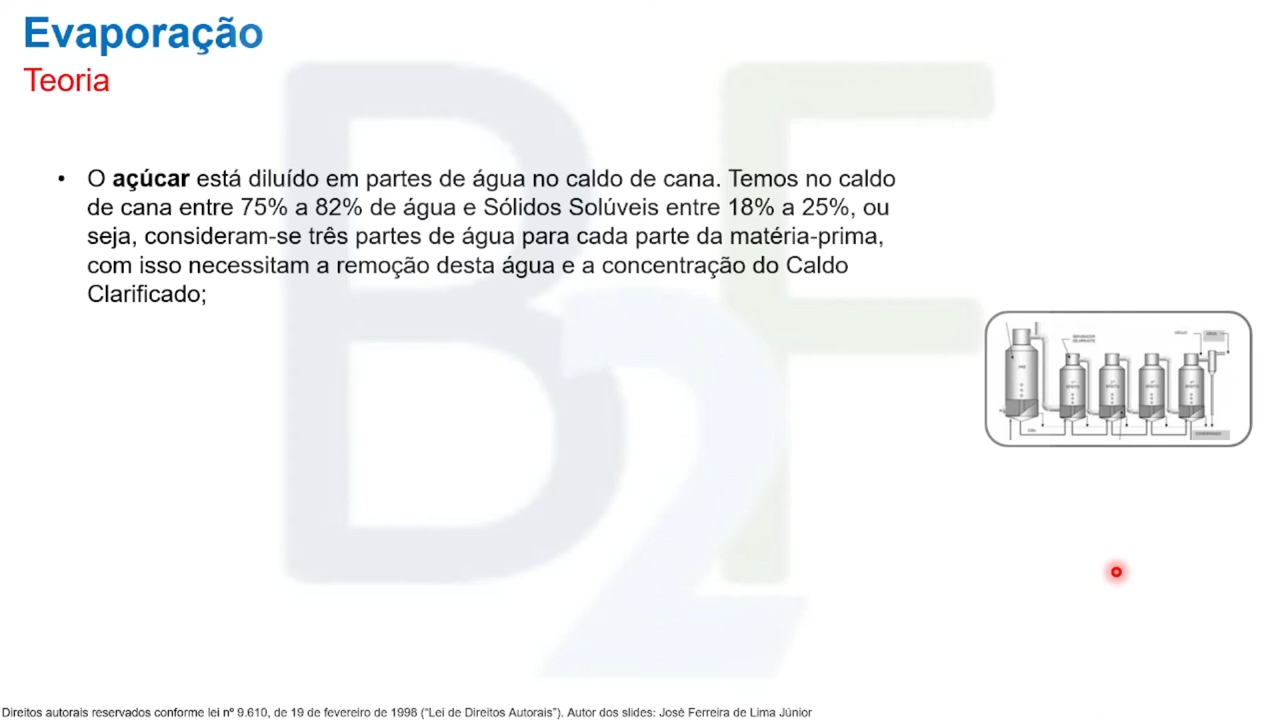 Evaporação
Teoria
• O açúcar está diluído em partes de água no caldo de cana. Temos no caldo
de cana entre 75% a 82% de água e Sólidos Solúveis entre 18% a 25%, ou
seja, consideram-se três partes de água para cada parte da matéria-prima,
com isso necessitam a remoção desta água e a concentração do Caldo
Clarificado;
B2F
Direitos autorais reservados conforme lei nº 9.610, de 19 de fevereiro de 1998 (“Lei de Direitos Autorais”). Autor dos slides: José Ferreira de Lima Júnior